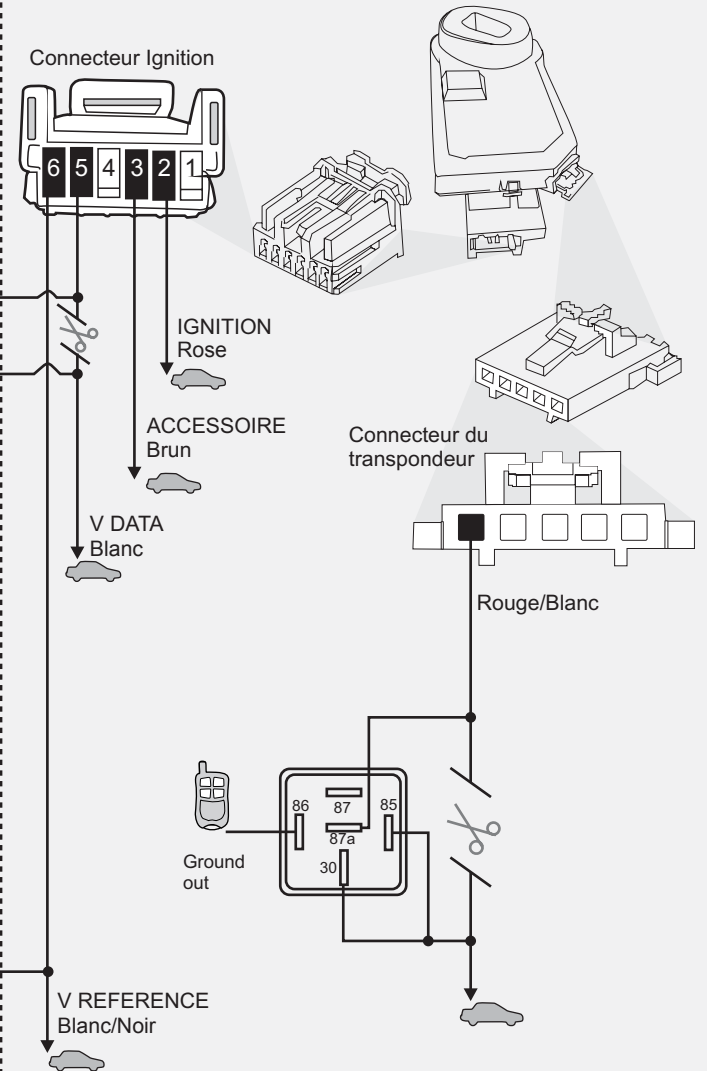 Connecteur Ignition
6 5 4 3 2 1
IGNITION
Rose
ACCESSOIRE
Brun
V DATA
Blanc
Connecteur du
transpondeur
Rouge/Blanc
86 87 85
87a
30
Ground
out
V REFERENCE
Blanc/Noir